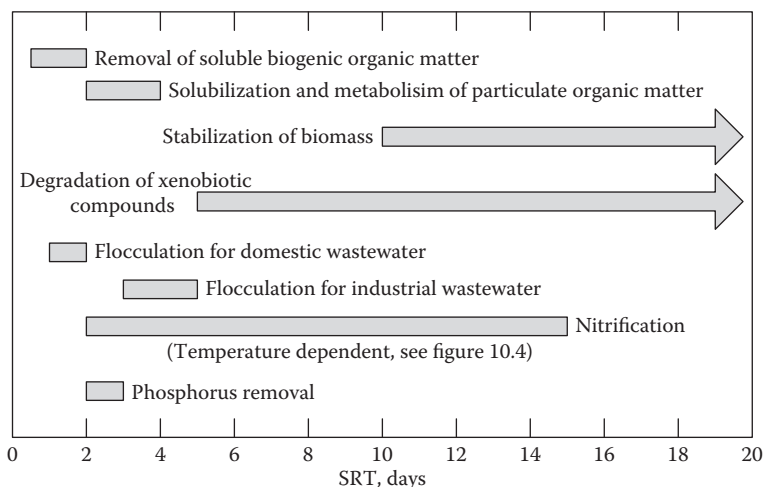 Removal of soluble biogenic organic matter
Solubilization and metabolisim of particulate organic matter
Stabilization of biomass
Degradation of xenobiotic
compounds
Flocculation for domestic wastewater
Flocculation for industrial wastewater
Nitrification
(Temperature dependent, see figure 10.4)
Phosphorus removal
0 2 4 6 8 10 12 14 16 18 20
SRT, days